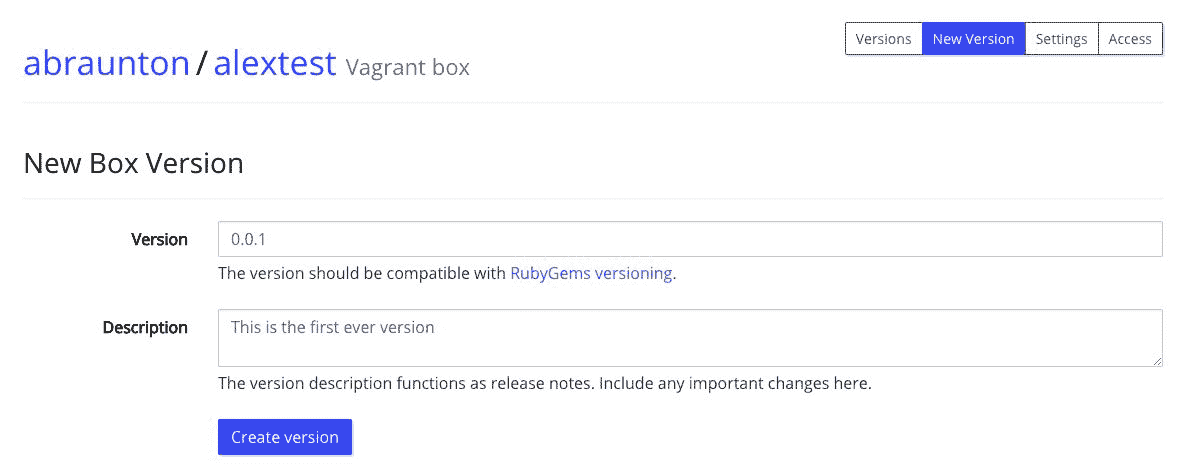 abraunton / alextest Vagrant box
Versions New Version Settings Access
New Box Version
Version 0.0.1
The version should be compatible with RubyGems versioning.
Description This is the first ever version
The version description functions as release notes. Include any important changes here.
Create version